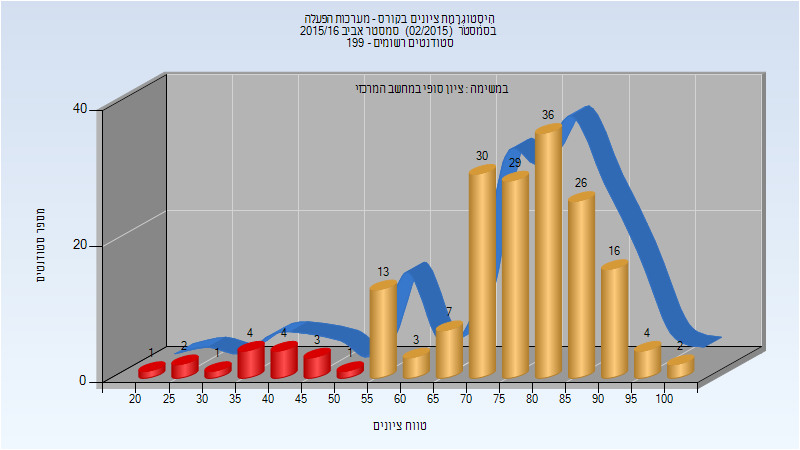 היסטוגרמת ציונים בקורס - מערכות הפעלה
בסמסטר (02/2015) סמסטר אביב 2015/16
סטודנטים רשומים - 199
במשימה : ציון סופי במחשב המרכזי
מספר סטודנטים
40
20
0
1
2
1
4
4
3
1
13
3
7
30
29
36
26
16
4
2
20 25 30 35 40 45 50 55 60 65 70 75 80 85 90 95 100
טווח ציונים